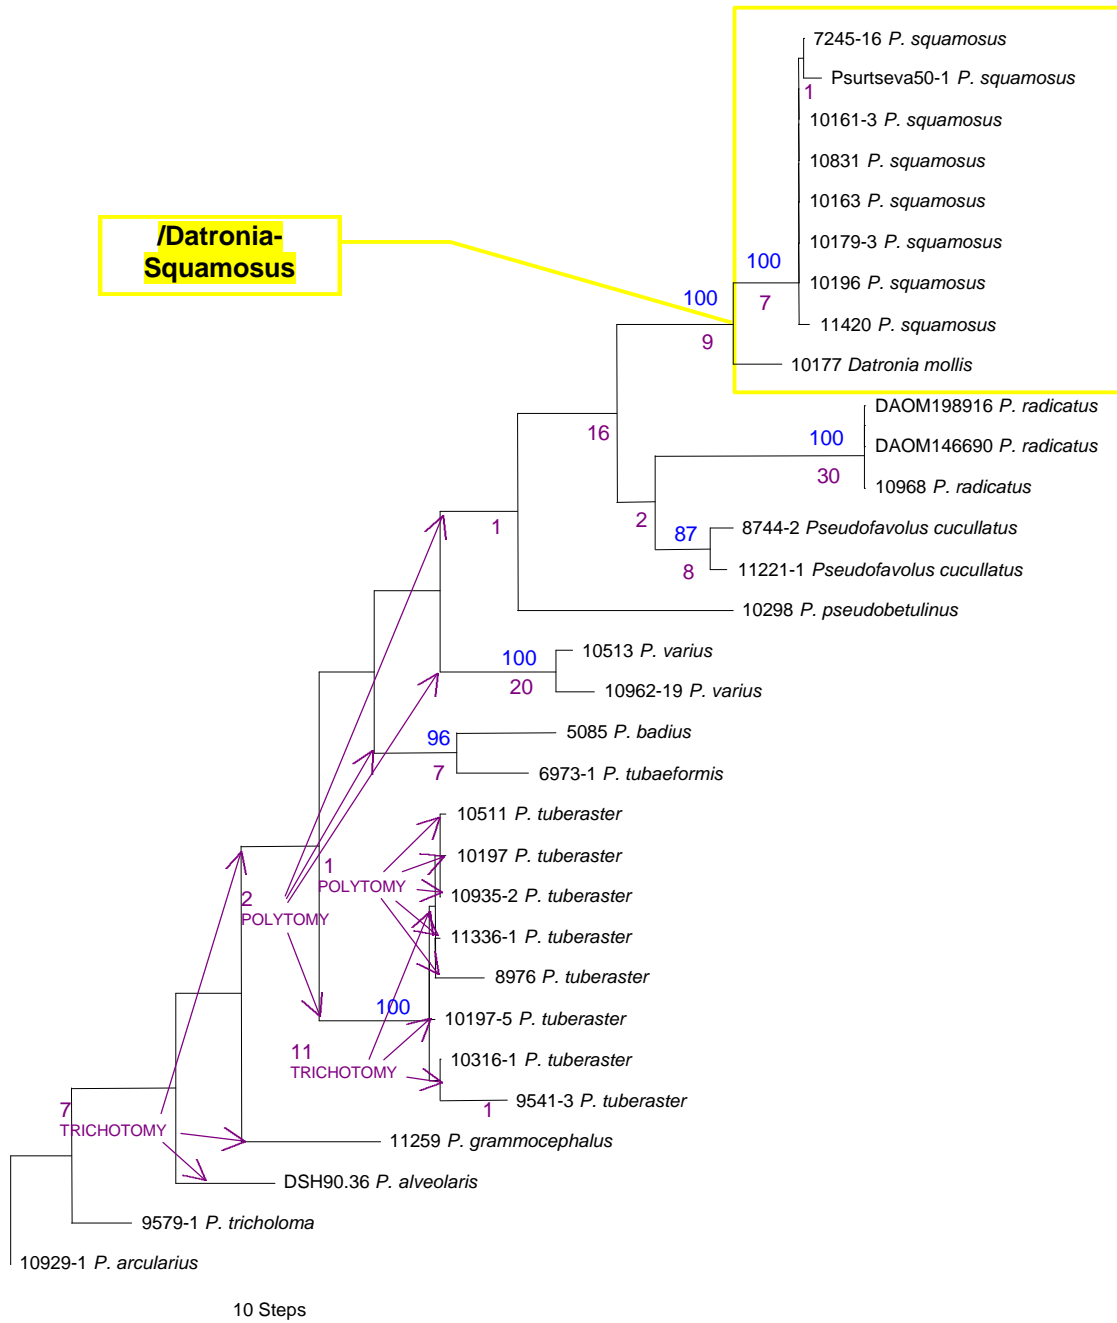 7245-16 P. squamosus
Psurtseva50-1 P. squamosus
1
10161-3 P. squamosus
10831 P. squamosus
10163 P. squamosus
/Datronia-
Squamosus
10179-3 P. squamosus
100
10196 P. squamosus
100
7
11420 P. squamosus
9
10177 Datronia mollis
DAOM198916 P. radicatus
16
100
DAOM146690 P. radicatus
30
10968 P. radicatus
1
2
87
8744-2 Pseudofavolus cucullatus
8
11221-1 Pseudofavolus cucullatus
10298 P. pseudobetulinus
10513 P. varius
100
20
10962-19 P. varius
5085 P. badius
96
7
6973-1 P. tubaeformis
10511 P. tuberaster
10197 P. tuberaster
1
POLYTOMY
10935-2 P. tuberaster
2
POLYTOMY
11336-1 P. tuberaster
8976 P. tuberaster
100
10197-5 P. tuberaster
11
TRICHOTOMY
10316-1 P. tuberaster
9541-3 P. tuberaster
1
7
TRICHOTOMY
11259 P. grammocephalus
DSH90.36 P. alveolaris
9579-1 P. tricholoma
10929-1 P. arcularius
10 Steps